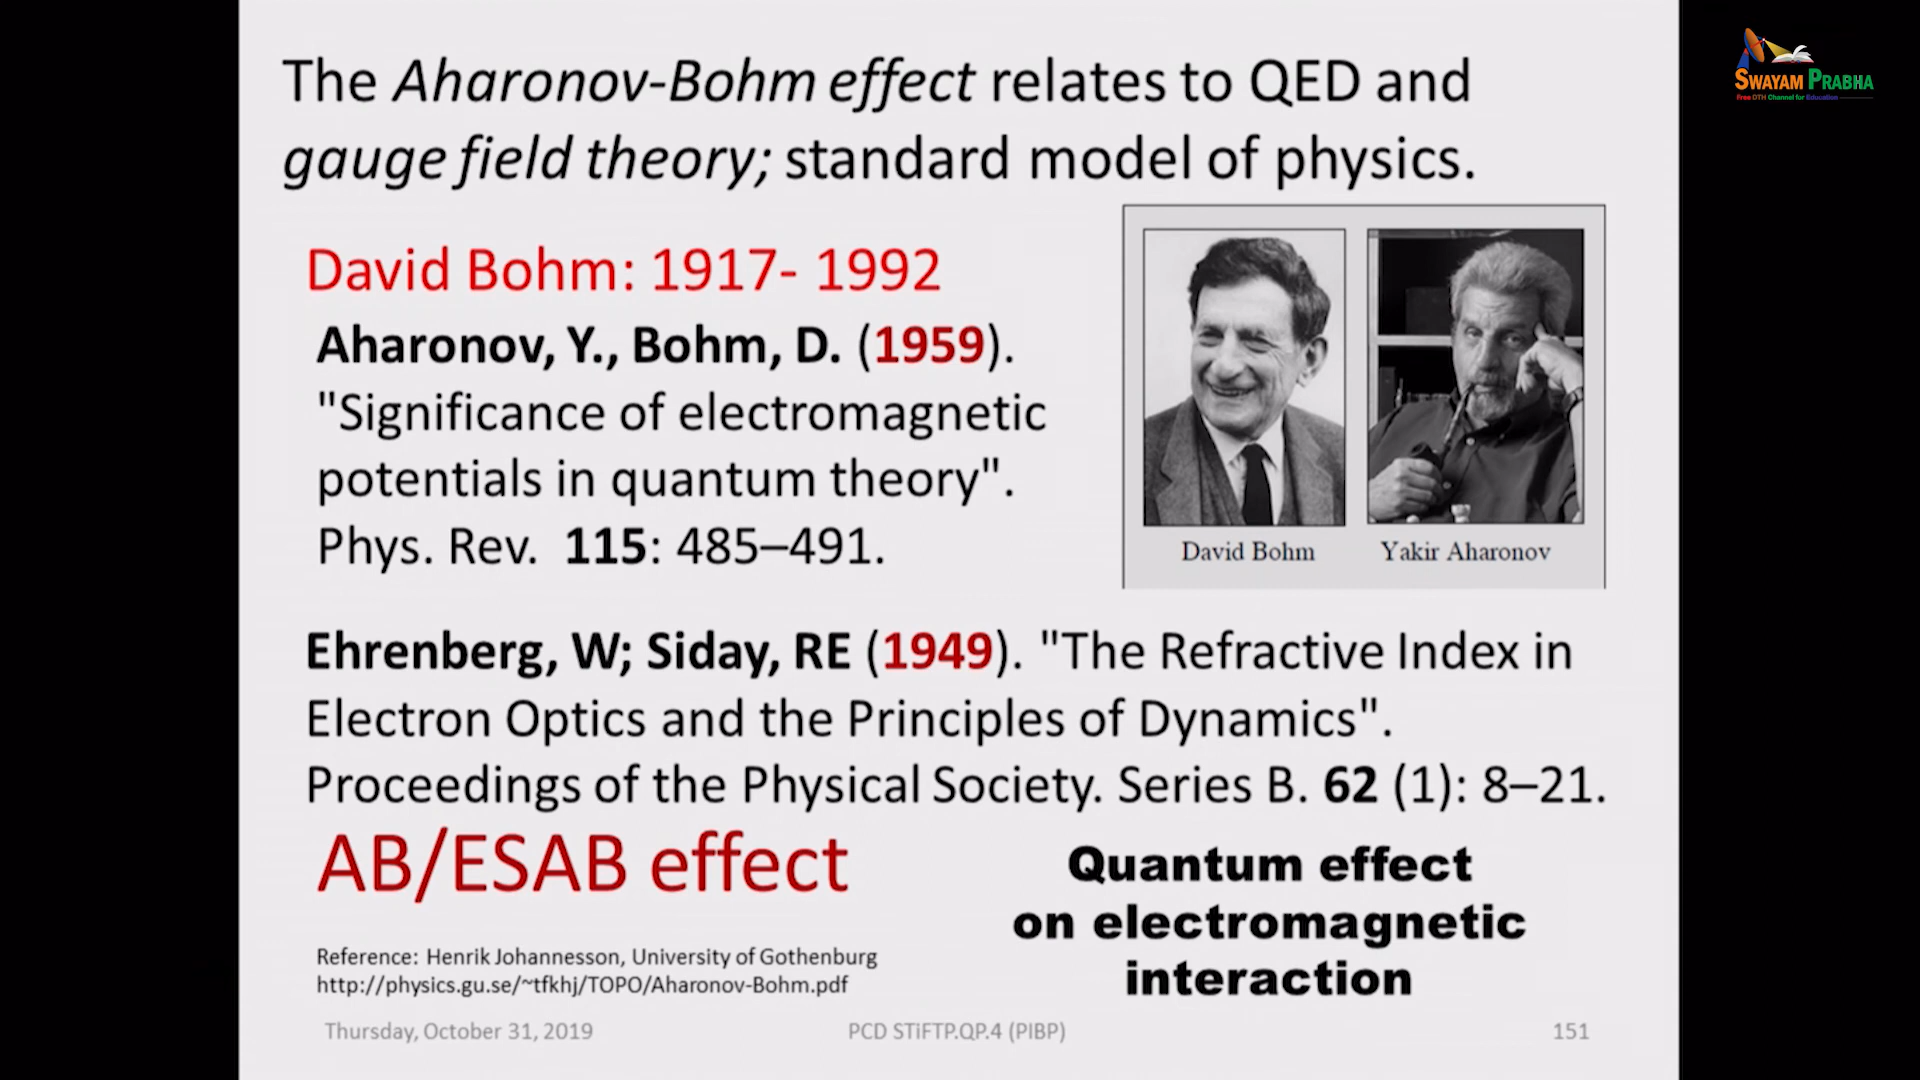 The Aharonov-Bohm effect relates to QED and
gauge field theory; standard model of physics.
SWAYAM PRABHA
Free DTH Channel for Education
David Bohm: 1917- 1992
Aharonov, Y., Bohm, D. (1959).
"Significance of electromagnetic
potentials in quantum theory".
Phys. Rev. 115: 485–491.
David Bohm
Yakir Aharonov
Ehrenberg, W; Siday, RE (1949). "The Refractive Index in
Electron Optics and the Principles of Dynamics".
Proceedings of the Physical Society. Series B. 62 (1): 8–21.
AB/ESAB effect
Quantum effect
on electromagnetic
interaction
Reference: Henrik Johannesson, University of Gothenburg
http://physics.gu.se/~tfkhj/TOPO/Aharonov-Bohm.pdf
Thursday, October 31, 2019
PCD STiFTP.QP.4 (PIBP)
151